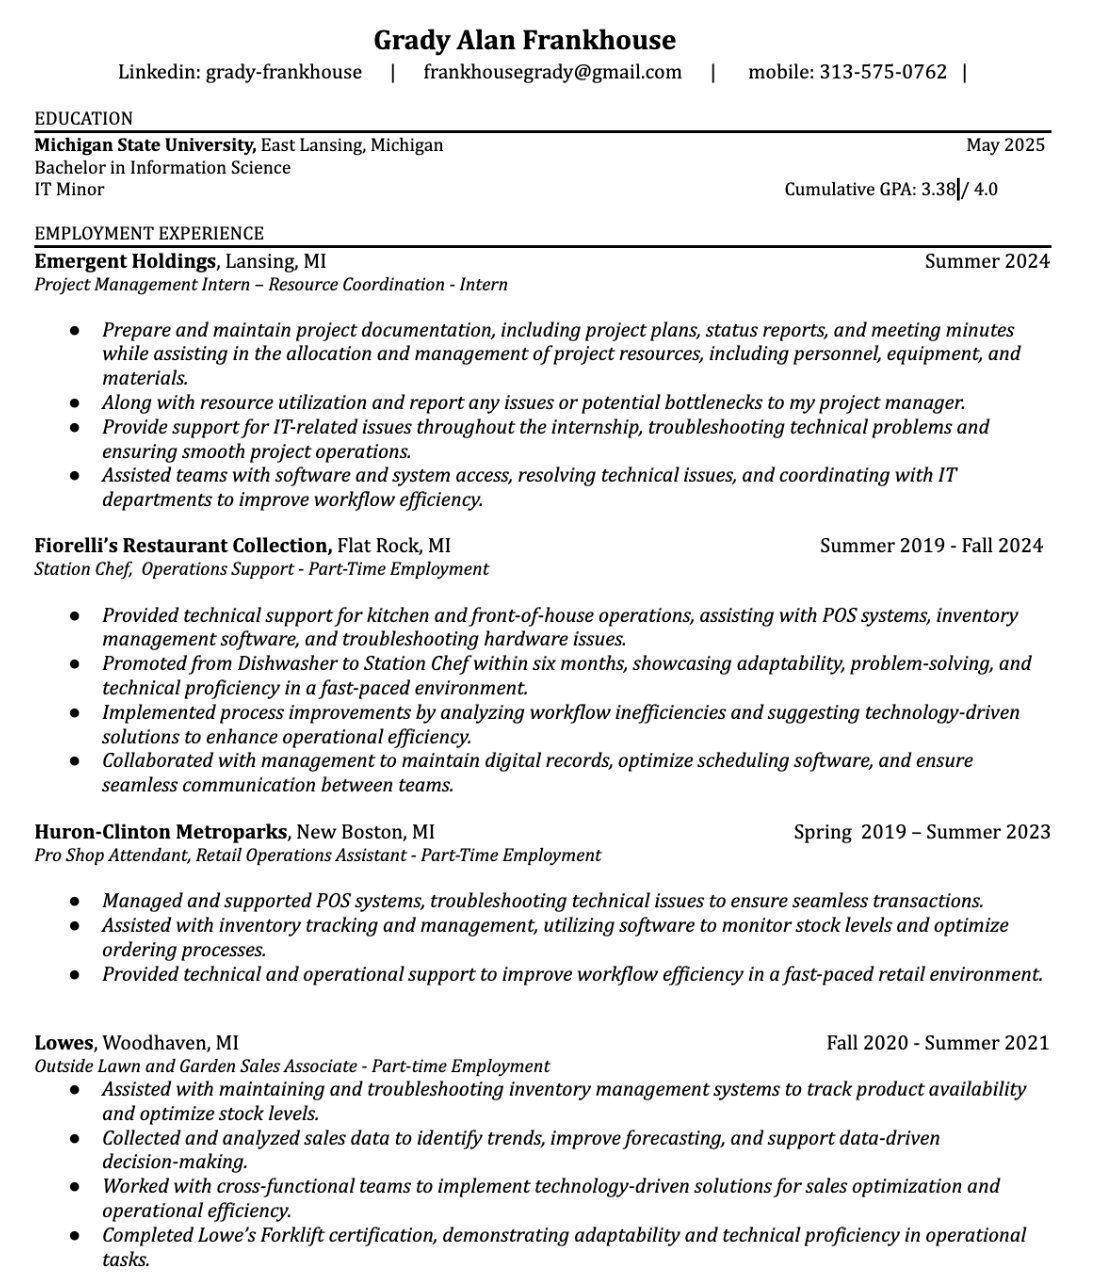 Grady Alan Frankhouse
Linkedin: grady-frankhouse | frankhousegrady@gmail.com | mobile: 313-575-0762 |
EDUCATION
Michigan State University, East Lansing, Michigan May 2025
Bachelor in Information Science
IT Minor Cumulative GPA: 3.38/ 4.0
EMPLOYMENT EXPERIENCE
Emergent Holdings, Lansing, MI Summer 2024
Project Management Intern – Resource Coordination - Intern
● Prepare and maintain project documentation, including project plans, status reports, and meeting minutes
while assisting in the allocation and management of project resources, including personnel, equipment, and
materials.
● Along with resource utilization and report any issues or potential bottlenecks to my project manager.
● Provide support for IT-related issues throughout the internship, troubleshooting technical problems and
ensuring smooth project operations.
● Assisted teams with software and system access, resolving technical issues, and coordinating with IT
departments to improve workflow efficiency.
Fiorelli’s Restaurant Collection, Flat Rock, MI Summer 2019 - Fall 2024
Station Chef, Operations Support - Part-Time Employment
● Provided technical support for kitchen and front-of-house operations, assisting with POS systems, inventory
management software, and troubleshooting hardware issues.
● Promoted from Dishwasher to Station Chef within six months, showcasing adaptability, problem-solving, and
technical proficiency in a fast-paced environment.
● Implemented process improvements by analyzing workflow inefficiencies and suggesting technology-driven
solutions to enhance operational efficiency.
● Collaborated with management to maintain digital records, optimize scheduling software, and ensure
seamless communication between teams.
Huron-Clinton Metroparks, New Boston, MI Spring 2019 – Summer 2023
Pro Shop Attendant, Retail Operations Assistant - Part-Time Employment
● Managed and supported POS systems, troubleshooting technical issues to ensure seamless transactions.
● Assisted with inventory tracking and management, utilizing software to monitor stock levels and optimize
ordering processes.
● Provided technical and operational support to improve workflow efficiency in a fast-paced retail environment.
Lowes, Woodhaven, MI Fall 2020 - Summer 2021
Outside Lawn and Garden Sales Associate - Part-time Employment
● Assisted with maintaining and troubleshooting inventory management systems to track product availability
and optimize stock levels.
● Collected and analyzed sales data to identify trends, improve forecasting, and support data-driven
decision-making.
● Worked with cross-functional teams to implement technology-driven solutions for sales optimization and
operational efficiency.
● Completed Lowe’s Forklift certification, demonstrating adaptability and technical proficiency in operational
tasks.